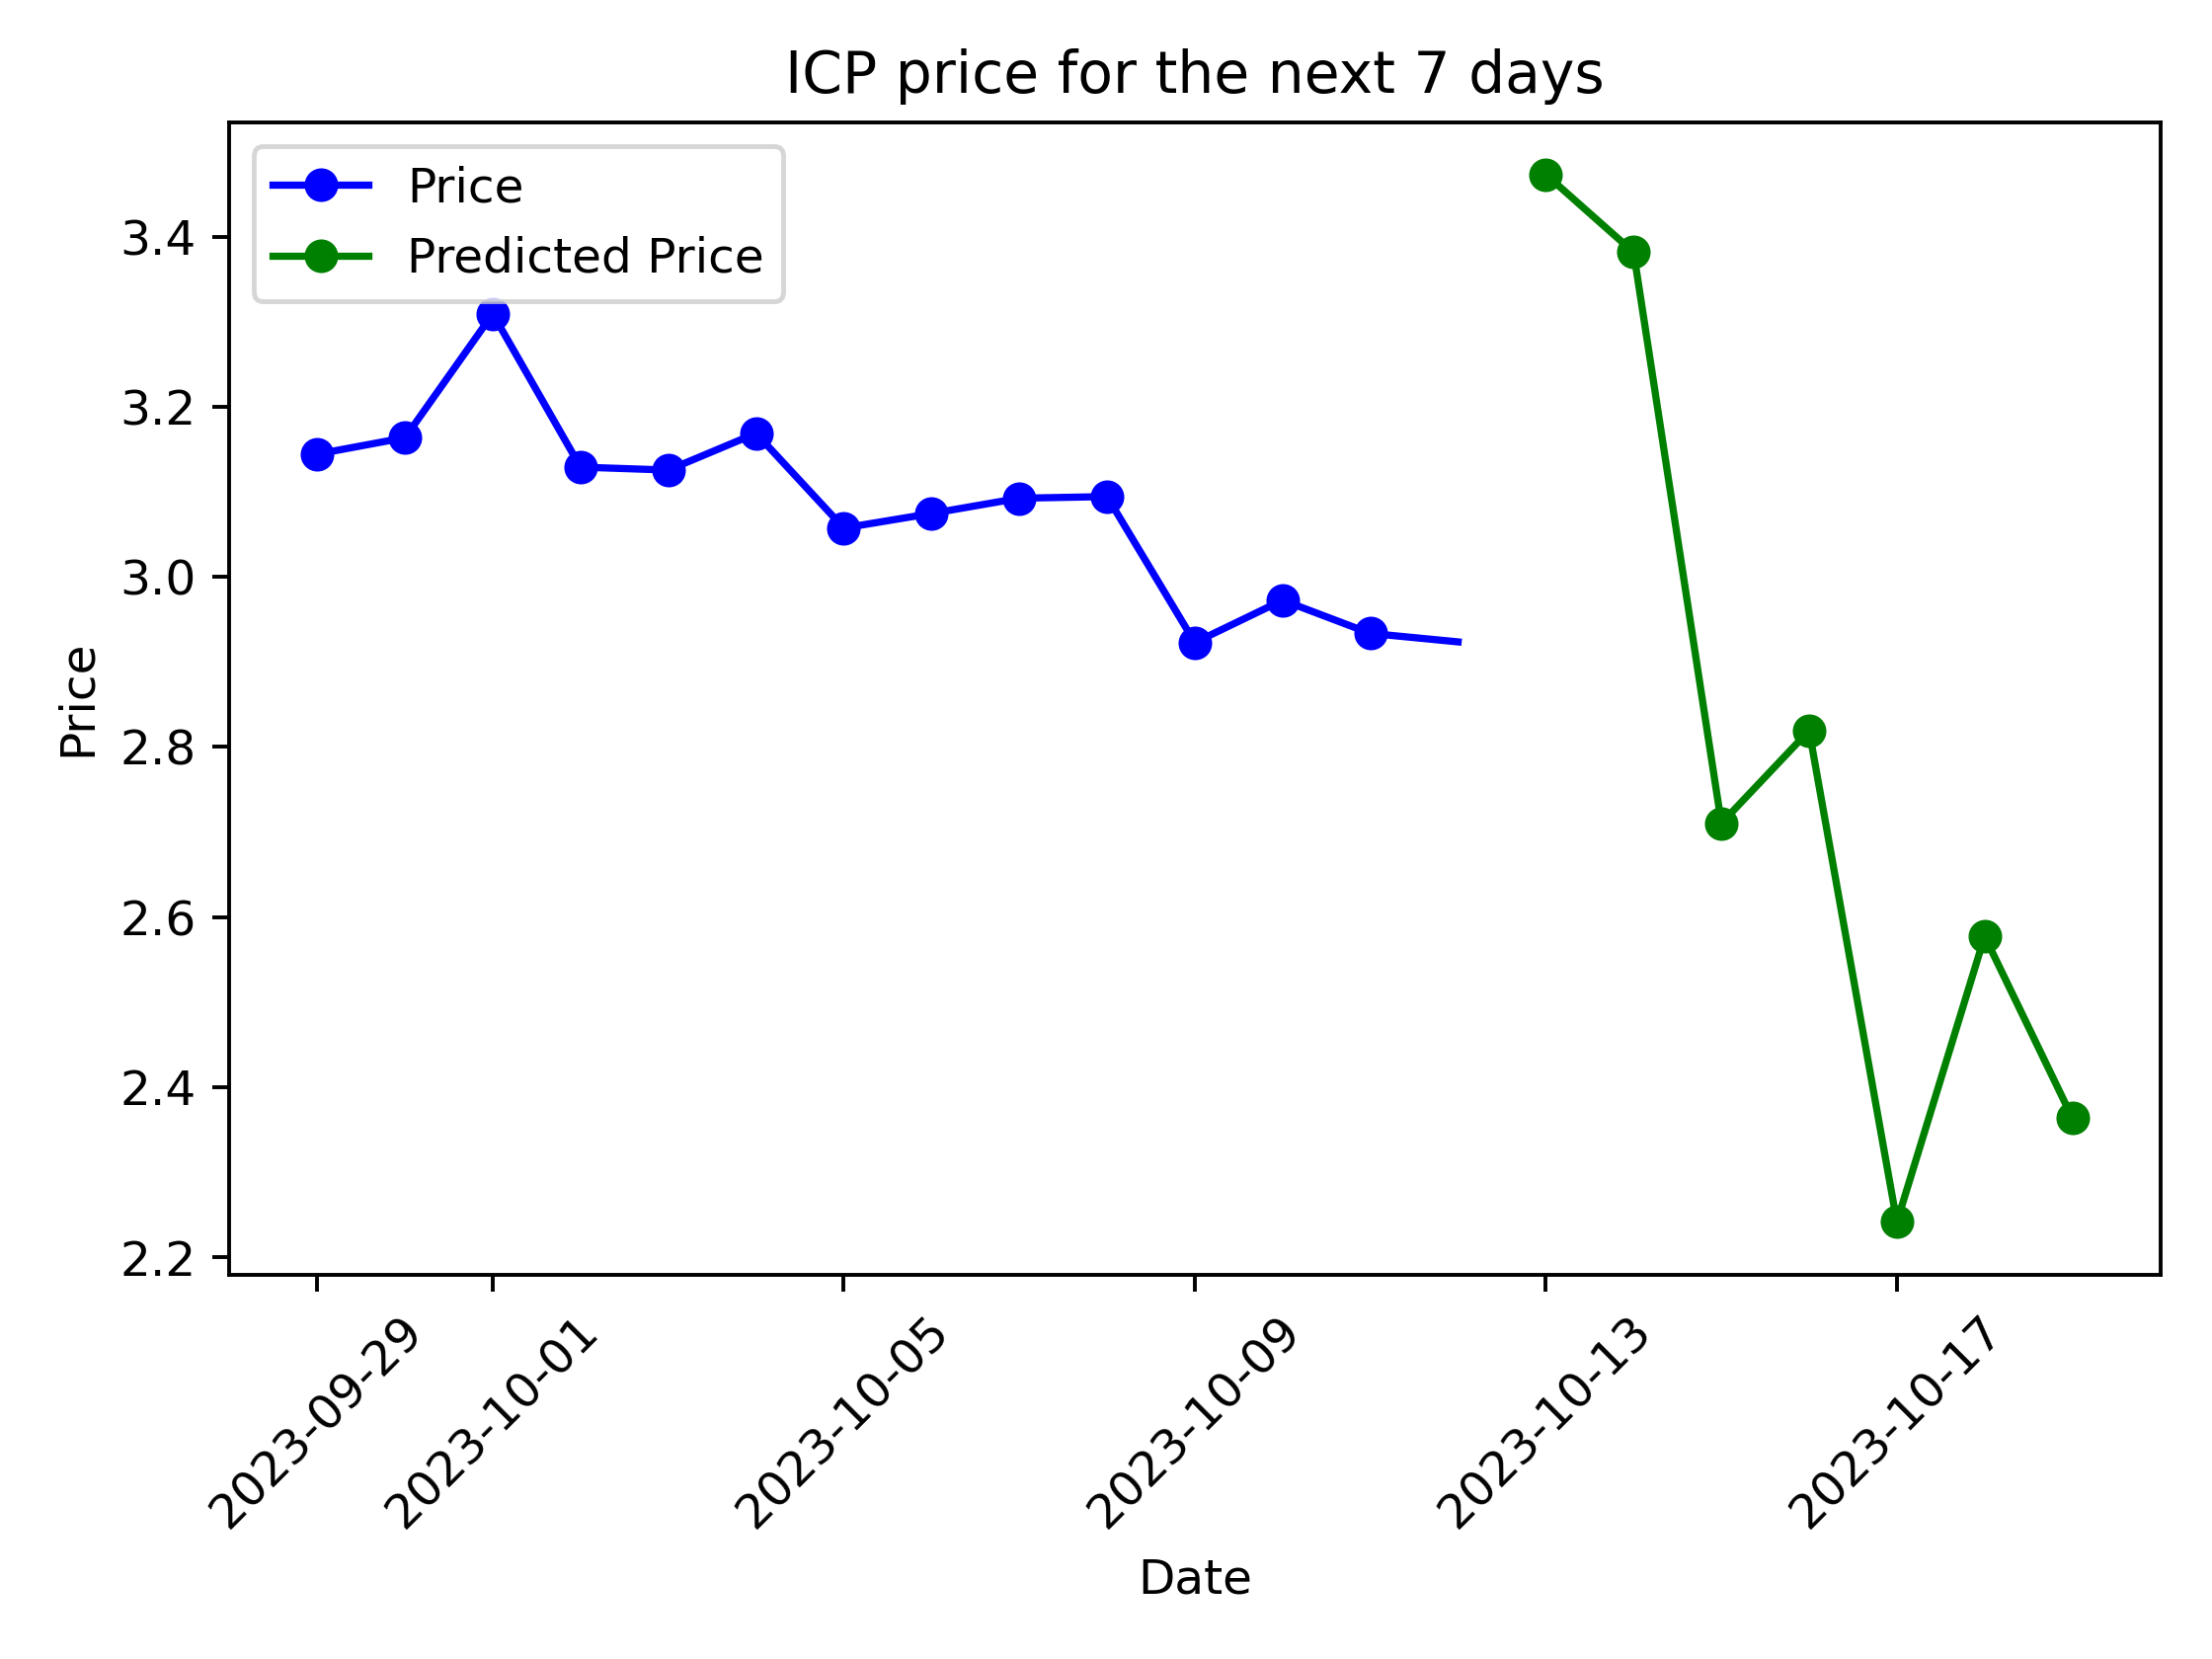 ICP price for the next 7 days
Price
Predicted Price
3.4
3.2
3.0
2.8
2.6
2.4
2.2
Price
2023-09-29
2023-10-01
2023-10-05
2023-10-09
2023-10-13
2023-10-17
Date